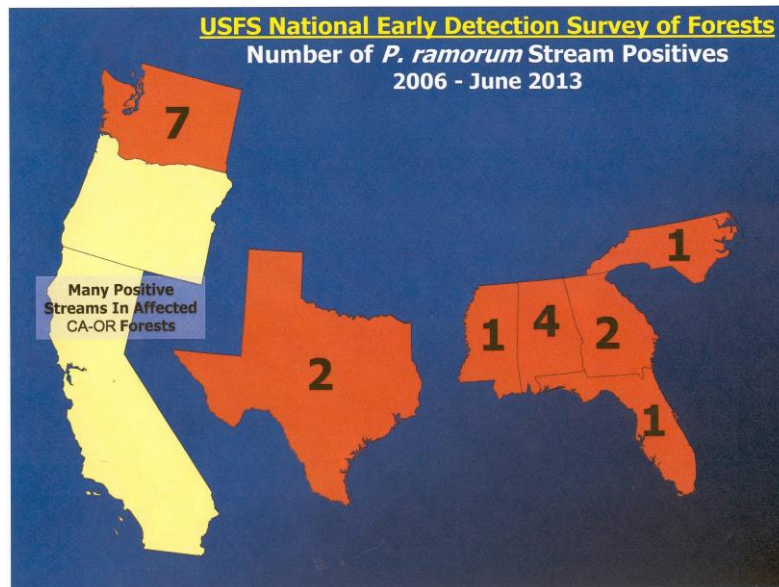 USFS National Early Detection Survey of Forests
Number of P. ramorum Stream Positives
2006 - June 2013
7
Many Positive
Streams In Affected
CA-OR Forests
2
1
4
2
1
1